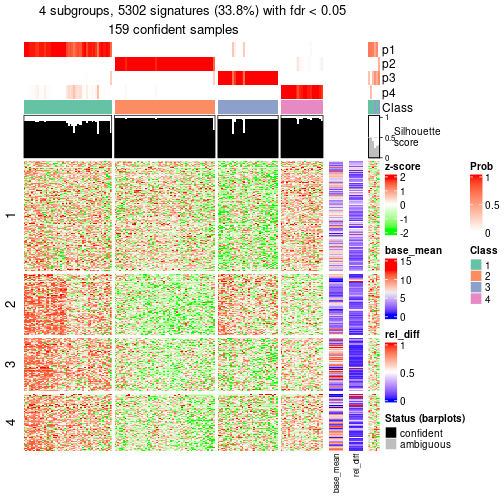 4 subgroups, 5302 signatures (33.8%) with fdr < 0.05
159 confident samples
p1
p2
p3
p4
Class
1
0.5
0
Silhouette
score
1
2
3
4
base_mean
rel_diff
z-score
2
1
0
-1
-2
base_mean
15
10
5
0
rel_diff
1
0.5
0
Status (barplots)
confident
ambiguous
Prob
1
0.5
0
Class
1
2
3
4